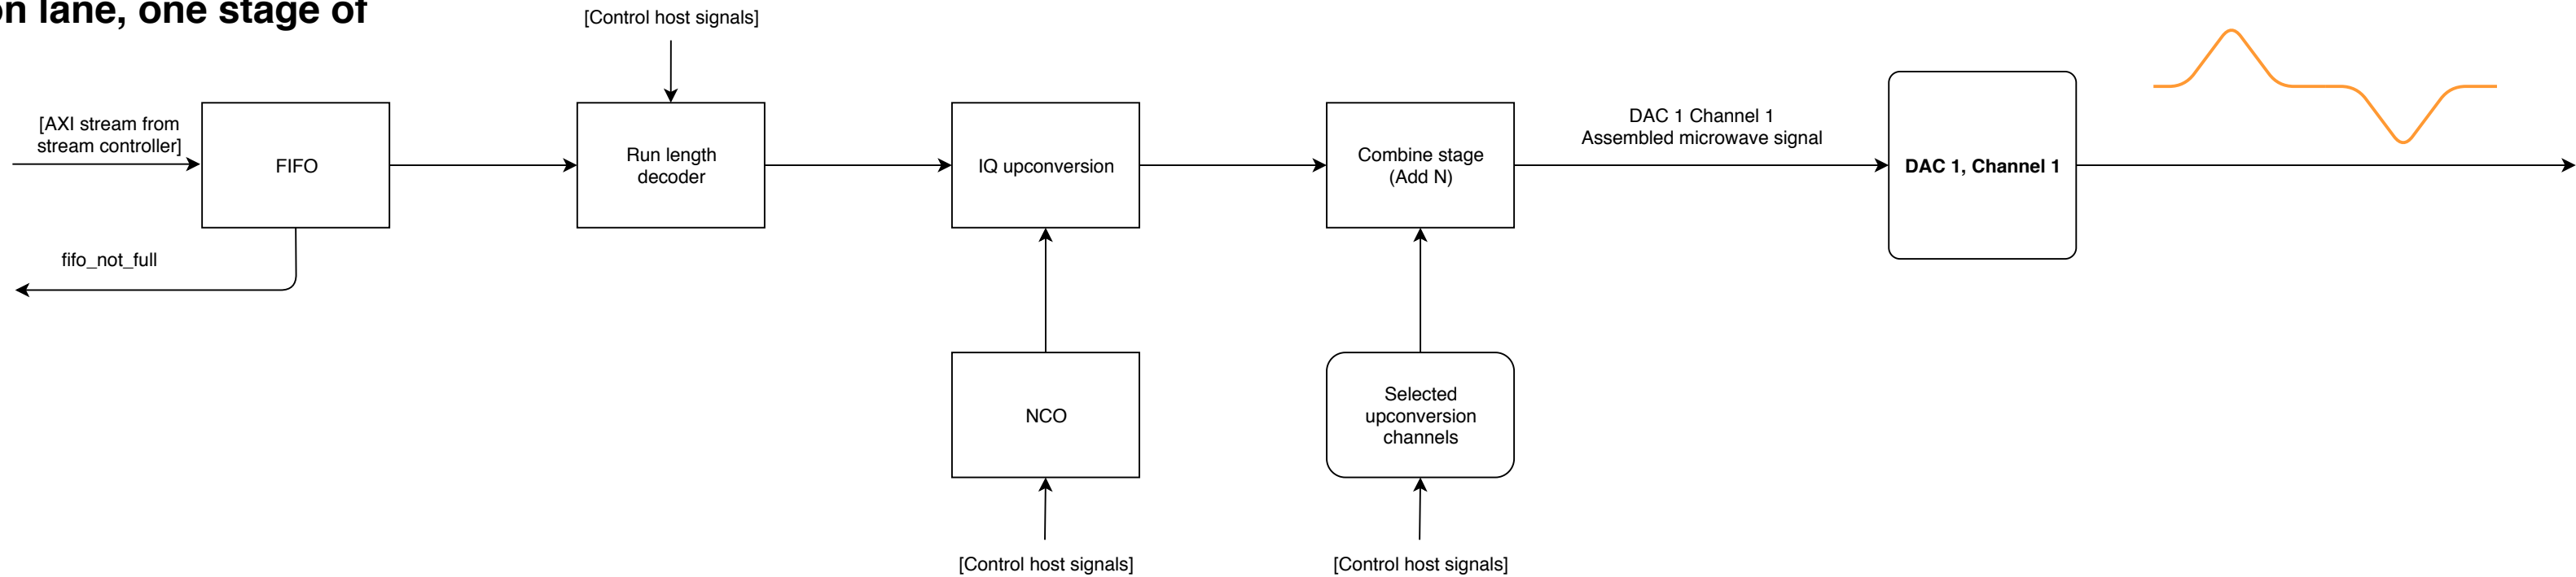 on lane, one stage of
[Control host signals]
[AXI stream from
stream controller]
FIFO
Run length
decoder
IQ upconversion
Combine stage
(Add N)
DAC 1 Channel 1
Assembled microwave signal
DAC 1, Channel 1
fifo_not_full
NCO
Selected
upconversion
channels
[Control host signals]
[Control host signals]